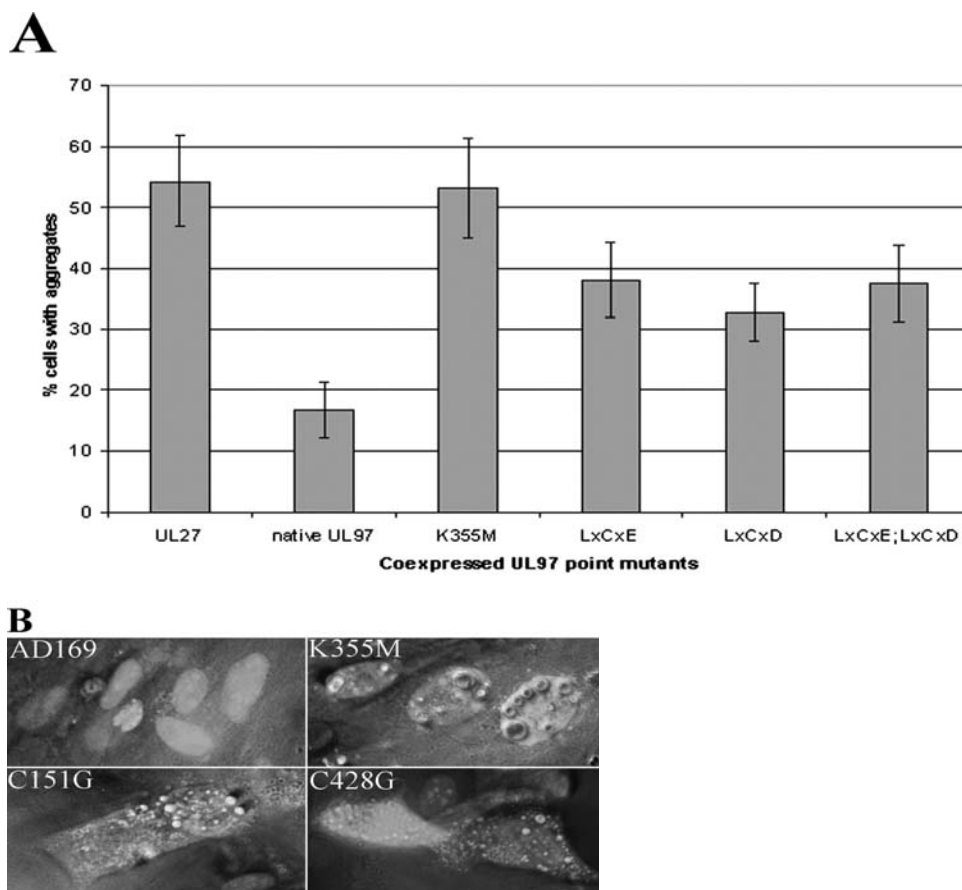 A
70
60
50
40
30
20
10
0
% cells with aggregates
UL27 native UL97 K355M LxCxE LxCxD LxCxE;LxCxD
Coexpressed UL97 point mutants
B
AD169 K355M
C151G C428G